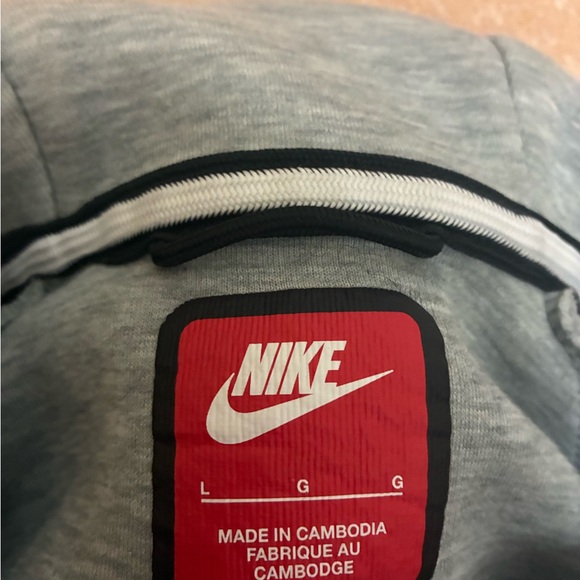 NIKE
L G G
MADE IN CAMBODIA
FABRIQUE AU
CAMBODGE